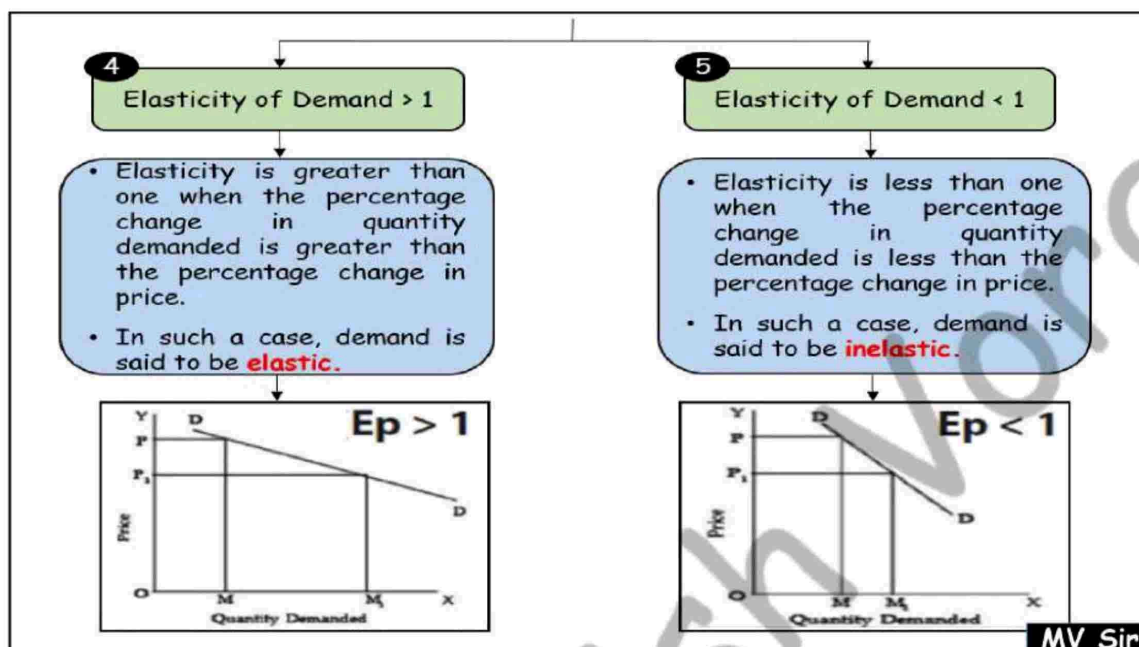 4
Elasticity of Demand > 1
• Elasticity is greater than
one when the percentage
change in quantity
demanded is greater than
the percentage change in
price.
• In such a case, demand is
said to be elastic.
Ep > 1
Y
D
P
P₁
D
Price
O
M
M₁
X
Quantity Demanded
5
Elasticity of Demand < 1
• Elasticity is less than one
when the percentage
change in quantity
demanded is less than the
percentage change in price.
• In such a case, demand is
said to be inelastic.
Ep < 1
Y
D
P
P₁
D
Price
O
M
M₁
X
Quantity Demanded
MV Sir